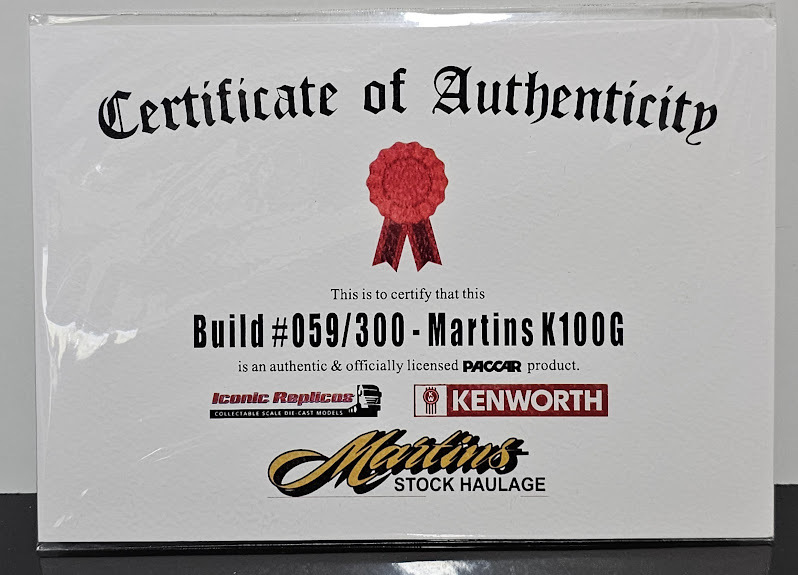 Certificate of Authenticity
This is to certify that this
Build #059/300 - Martins K100G
is an authentic & officially licensed PACCAR product.
Iconic Replicas
COLLECTABLE SCALE DIE-CAST MODELS
KENWORTH
Martins
STOCK HAULAGE